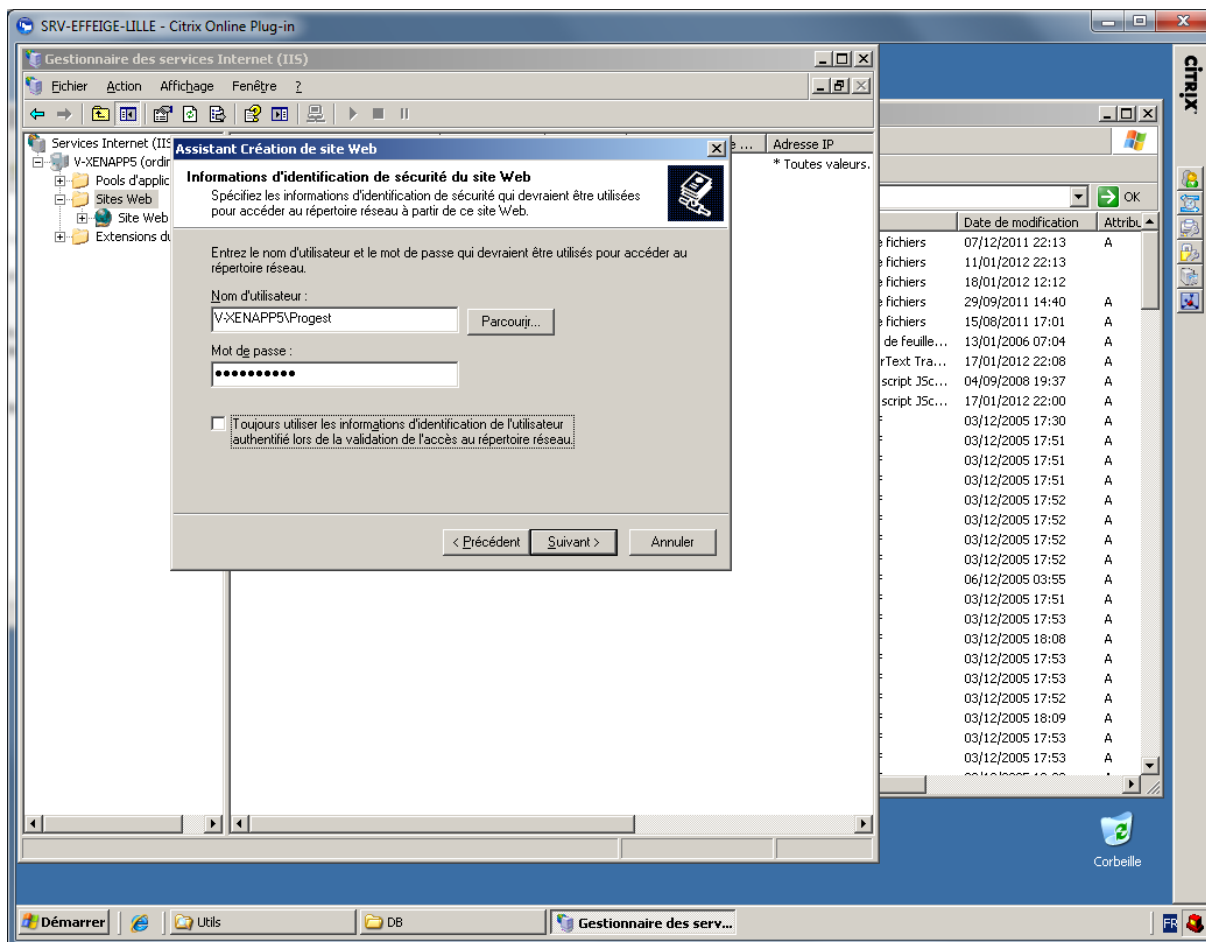 SRV-EFFEIGE-LILLE - Citrix Online Plug-in
CITRIX
Gestionnaire des services Internet (IIS)
Fichier Action Affichage Fenêtre ?
Services Internet (IIS
V-XENAPP5 (ordir
Pools d'applic
Sites Web
Site Web
Extensions du
Adresse IP
* Toutes valeurs.
Assistant Création de site Web
Informations d'identification de sécurité du site Web
Spécifiez les informations d'identification de sécurité qui devraient être utilisées
pour accéder au répertoire réseau à partir de ce site Web.
Entrez le nom d'utilisateur et le mot de passe qui devraient être utilisés pour accéder au
répertoire réseau.
Nom d'utilisateur :
V-XENAPP5\Progest
Parcourir...
Mot de passe :
●●●●●●●●●●
Toujours utiliser les informations d'identification de l'utilisateur
authentifié lors de la validation de l'accès au répertoire réseau.
< Précédent Suivant > Annuler
OK
Date de modification Attribu
e fichiers 07/12/2011 22:13 A
e fichiers 11/01/2012 22:13
e fichiers 18/01/2012 12:12
e fichiers 29/09/2011 14:40 A
e fichiers 15/08/2011 17:01 A
de feuille... 13/01/2006 07:04 A
rText Tra... 17/01/2012 22:08 A
script JSc... 04/09/2008 19:37 A
script JSc... 17/01/2012 22:00 A
03/12/2005 17:30 A
03/12/2005 17:51 A
03/12/2005 17:51 A
03/12/2005 17:51 A
03/12/2005 17:52 A
03/12/2005 17:52 A
03/12/2005 17:52 A
03/12/2005 17:52 A
06/12/2005 03:55 A
03/12/2005 17:51 A
03/12/2005 17:53 A
03/12/2005 18:08 A
03/12/2005 17:53 A
03/12/2005 17:53 A
03/12/2005 17:52 A
03/12/2005 18:09 A
03/12/2005 17:53 A
03/12/2005 17:53 A
Corbeille
Démarrer Utils DB Gestionnaire des serv... FR